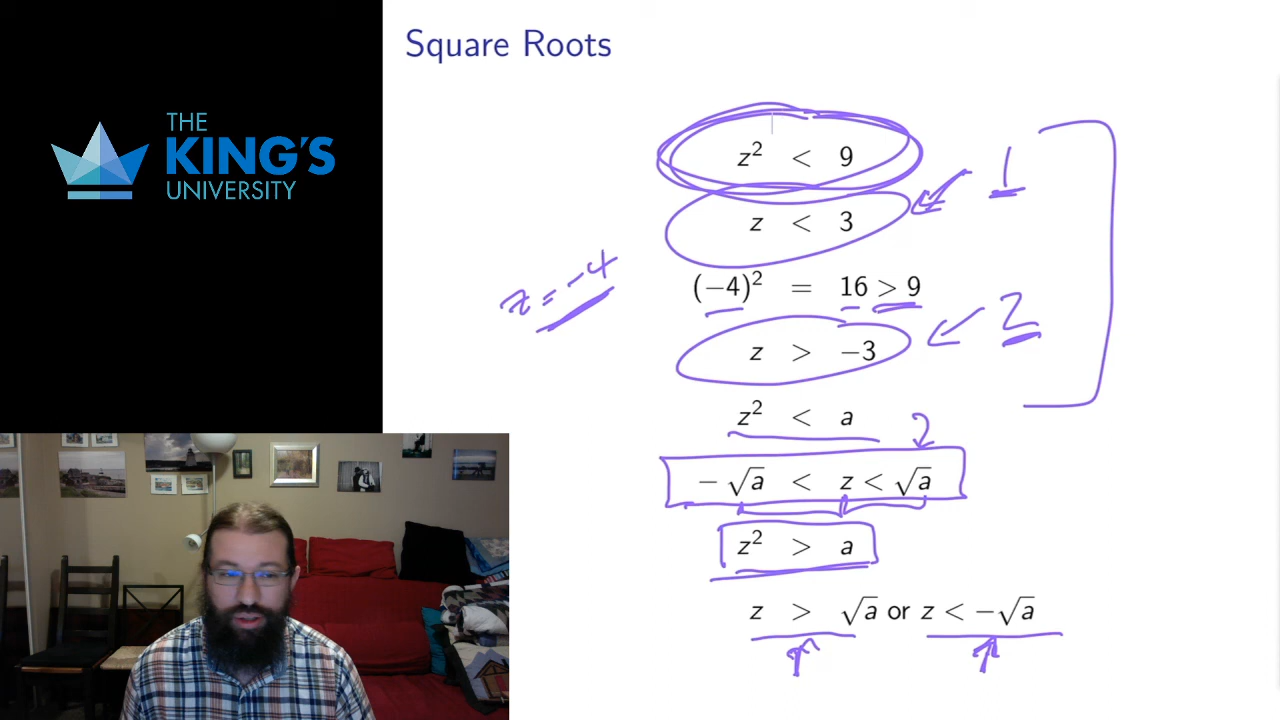 THE
KING'S
UNIVERSITY
Square Roots
z² < 9
1
z < 3
z = -4
(−4)² = 16 > 9
2
z > −3
z² < a
2
− √a < z < √a
z² > a
z > √a or z < −√a